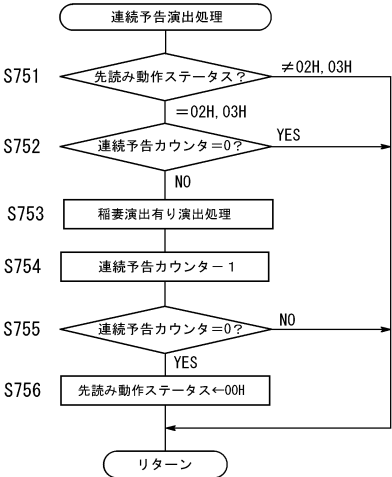 連続予告演出処理
S751
先読み動作ステータス?
≠02H,03H
=02H,03H
S752
連続予告カウンタ=0?
YES
NO
S753
稲妻演出有り演出処理
S754
連続予告カウンター1
S755
連続予告カウンタ=0?
NO
YES
S756
先読み動作ステータス←00H
リターン